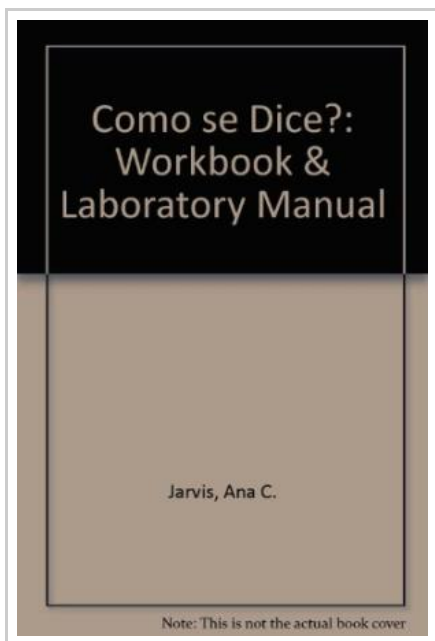 Como se Dice?:
Workbook &
Laboratory Manual
Jarvis, Ana C.
Note: This is not the actual book cover